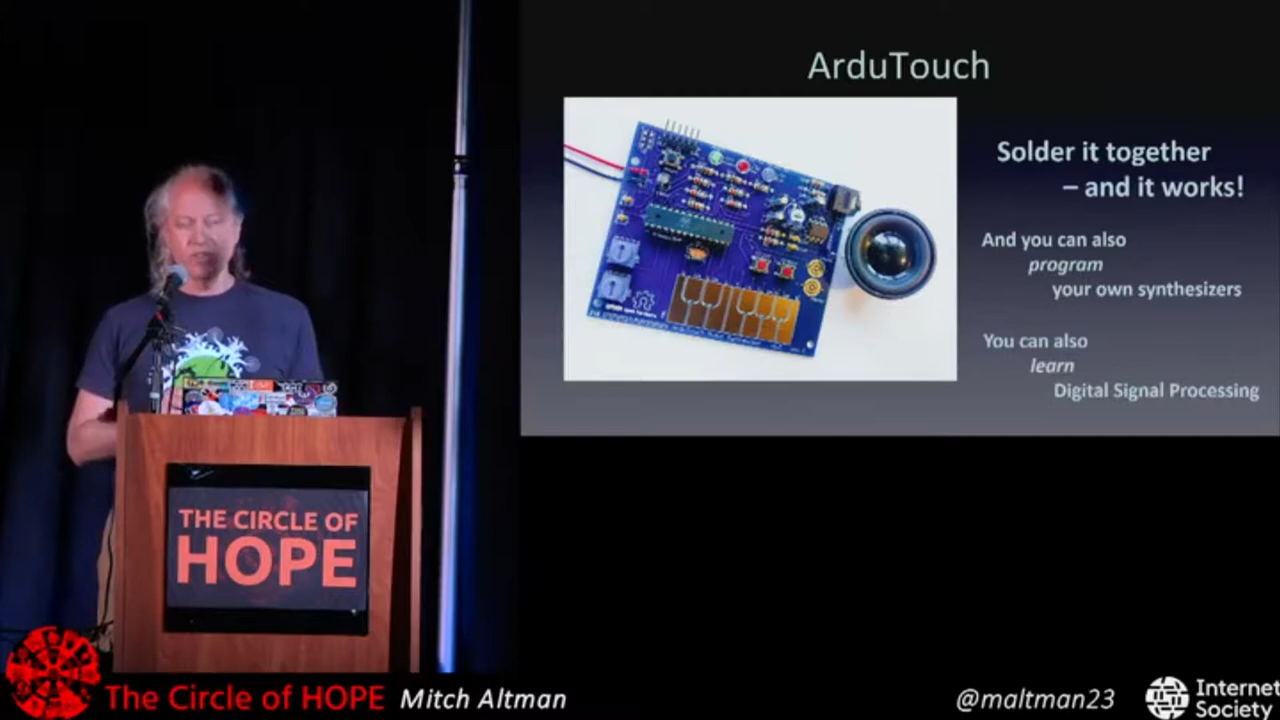 ArduTouch
Solder it together
– and it works!
And you can also
program
your own synthesizers
You can also
learn
Digital Signal Processing
THE CIRCLE OF
HOPE
The Circle of HOPE
Mitch Altman
@maltman23
Internet
Society